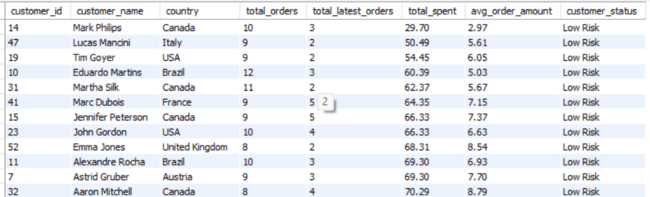 customer_id customer_name country total_orders total_latest_orders total_spent avg_order_amount customer_status
14 Mark Philips Canada 10 3 29.70 2.97 Low Risk
47 Lucas Mancini Italy 9 2 50.49 5.61 Low Risk
19 Tim Goyer USA 9 2 54.45 6.05 Low Risk
10 Eduardo Martins Brazil 12 3 60.39 5.03 Low Risk
31 Martha Silk Canada 11 2 62.37 5.67 Low Risk
41 Marc Dubois France 9 5 2 64.35 7.15 Low Risk
15 Jennifer Peterson Canada 9 5 66.33 7.37 Low Risk
23 John Gordon USA 10 4 66.33 6.63 Low Risk
52 Emma Jones United Kingdom 8 2 68.31 8.54 Low Risk
11 Alexandre Rocha Brazil 10 3 69.30 6.93 Low Risk
7 Astrid Gruber Austria 9 3 69.30 7.70 Low Risk
32 Aaron Mitchell Canada 8 4 70.29 8.79 Low Risk